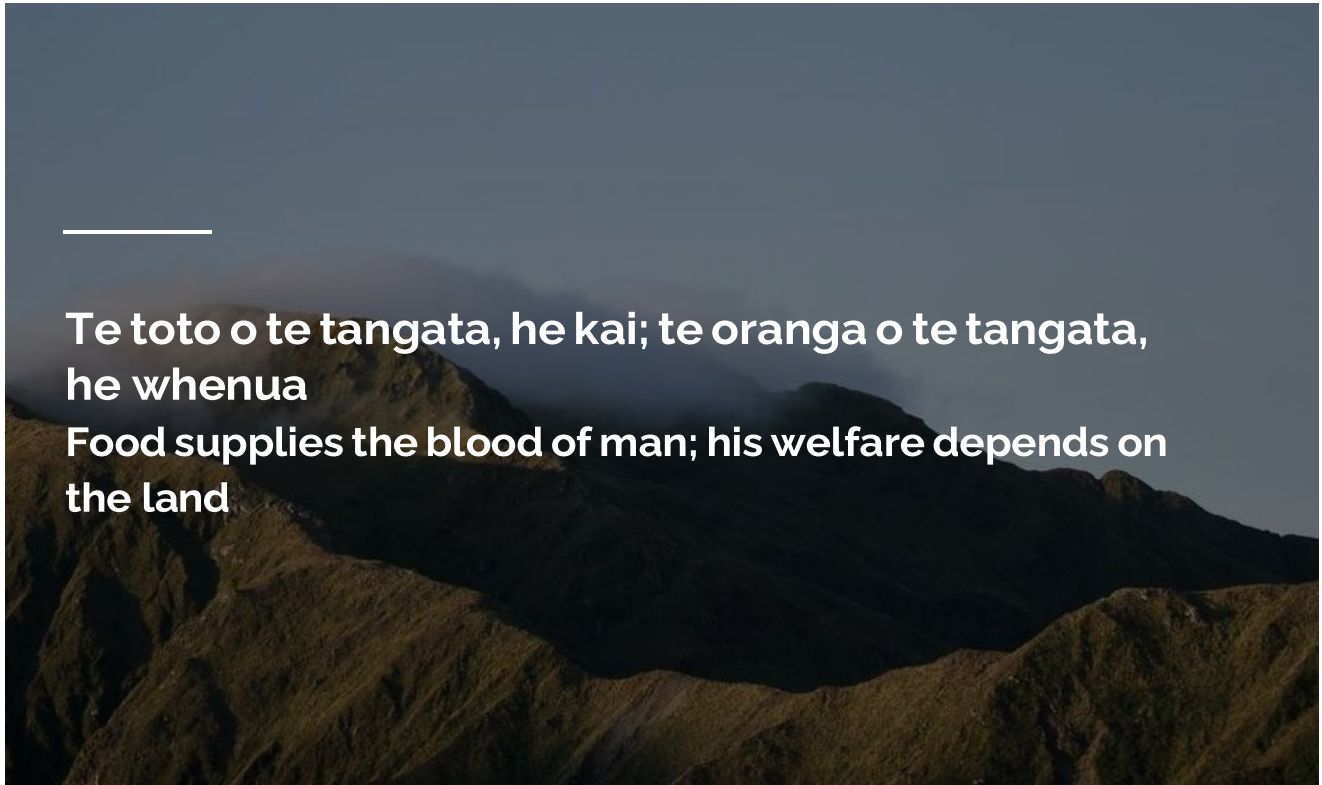 Te toto o te tangata, he kai; te oranga o te tangata,
he whenua
Food supplies the blood of man; his welfare depends on
the land